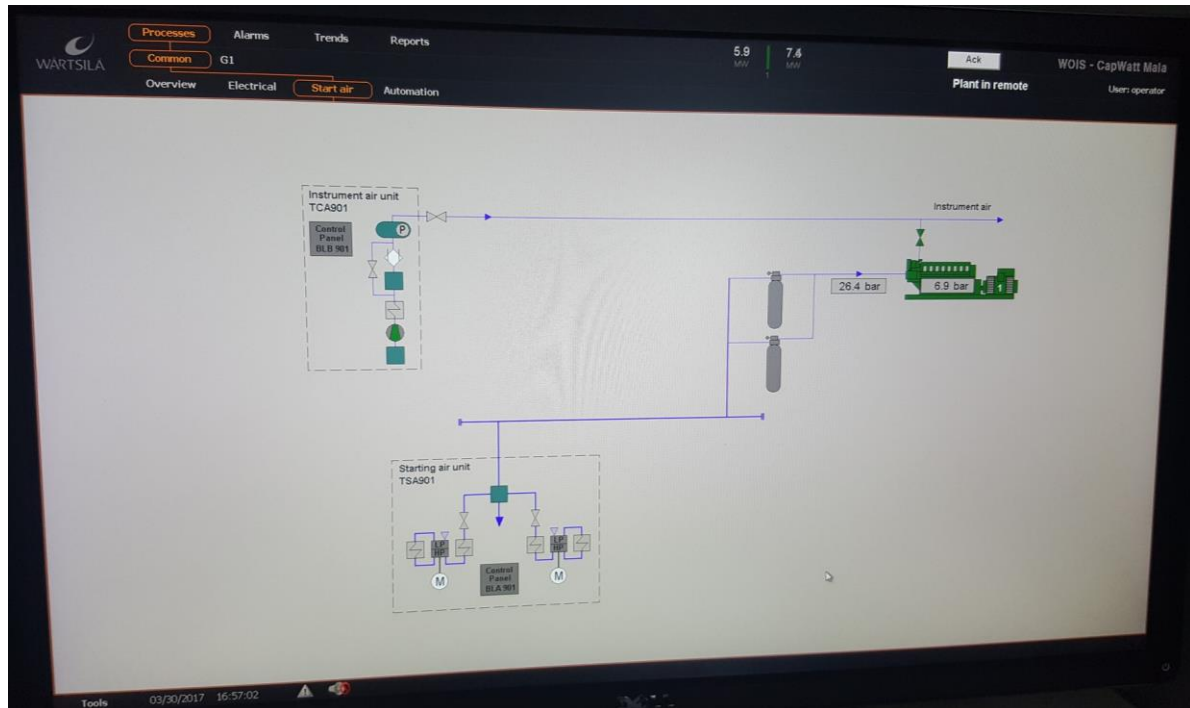 WÄRTSILÄ
Processes Alarms Trends Reports
Common G1
Overview Electrical Start air Automation
5.9 7.4
MW MW
1
Ack
Plant in remote
WOIS - CapWatt Maia
User: operator
Instrument air unit
TCA901
Control
Panel
BLB 901
P
Instrument air
26.4 bar
6.9 bar
1
Starting air unit
TSA901
LP
HP
M
Control
Panel
BLA 901
LP
HP
M
Tools 03/30/2017 16:57:02